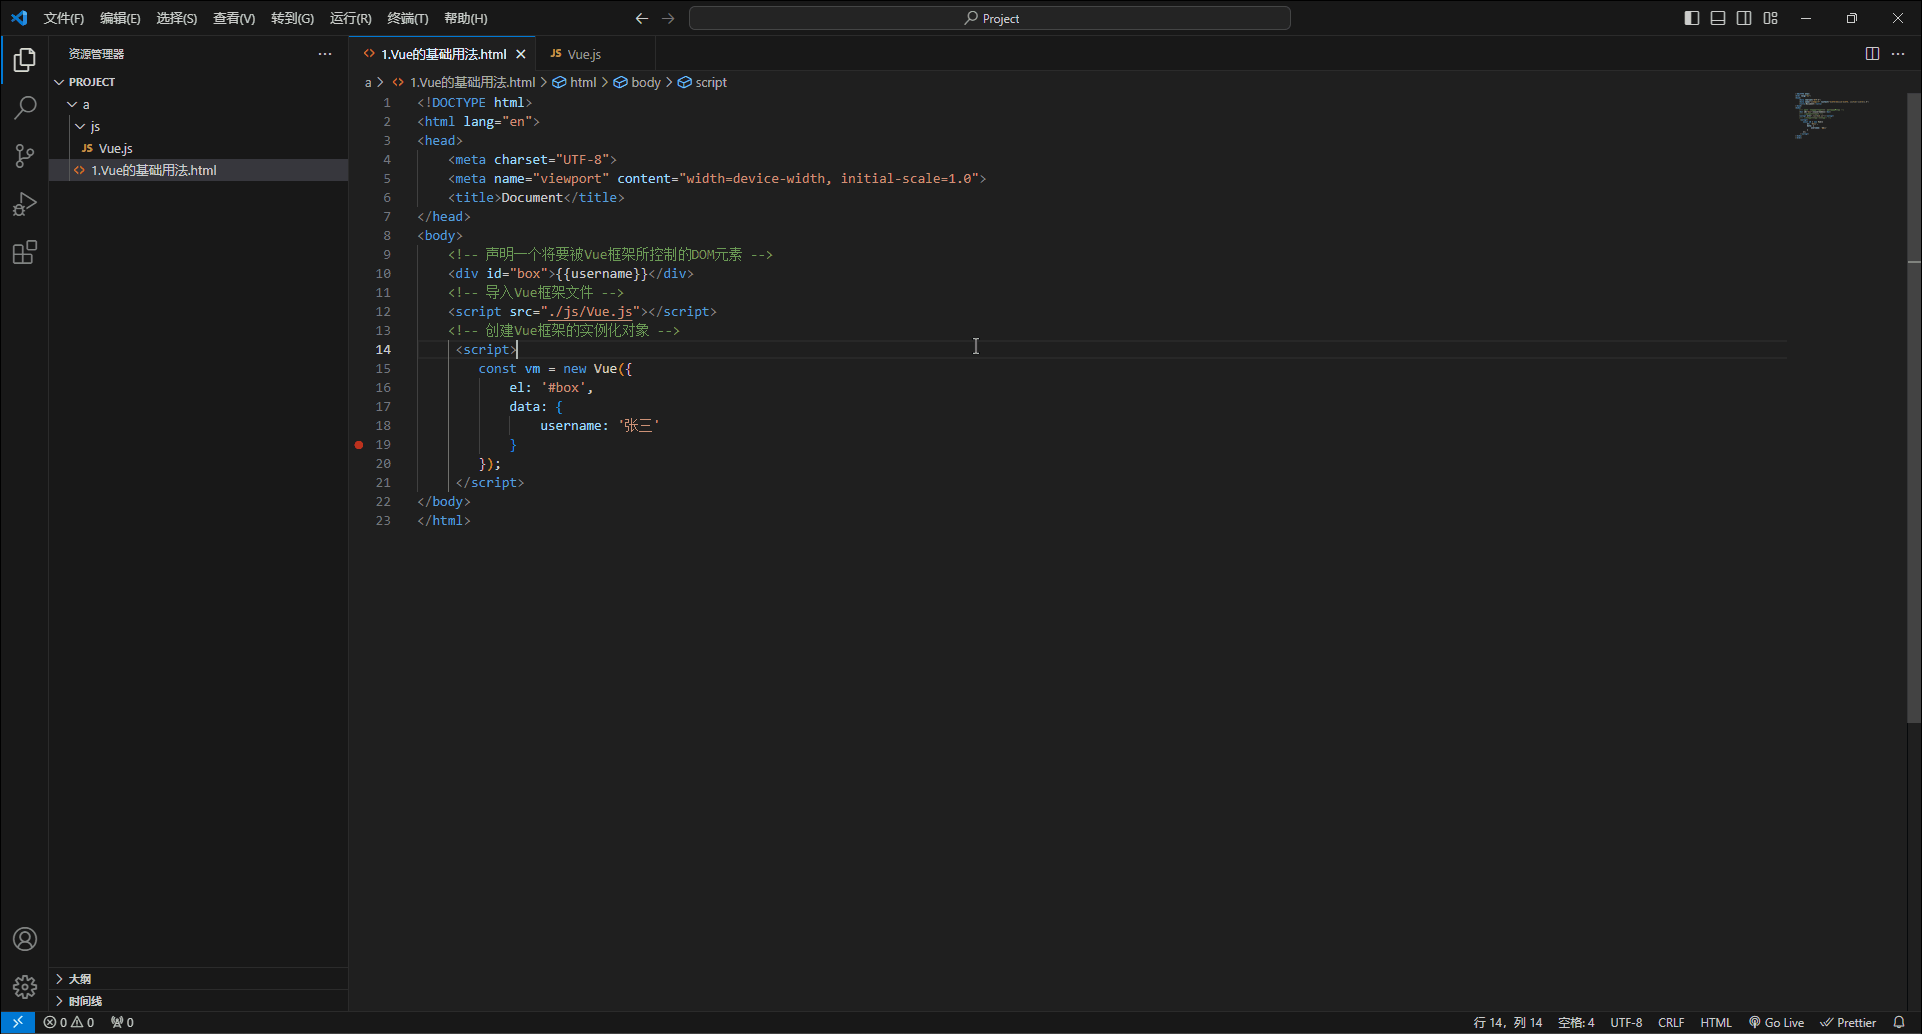 文件(F) 编辑(E) 选择(S) 查看(V) 转到(G) 运行(R) 终端(T) 帮助(H) Project
资源管理器
PROJECT
a
js
JS Vue.js
1.Vue的基础用法.html
大纲
时间线
1.Vue的基础用法.html JS Vue.js
a > 1.Vue的基础用法.html > html > body > script
1 <!DOCTYPE html>
2 <html lang="en">
3 <head>
4 <meta charset="UTF-8">
5 <meta name="viewport" content="width=device-width, initial-scale=1.0">
6 <title>Document</title>
7 </head>
8 <body>
9 <!-- 声明一个将要被Vue框架所控制的DOM元素 -->
10 <div id="box">{{username}}</div>
11 <!-- 导入Vue框架文件 -->
12 <script src="./js/Vue.js"></script>
13 <!-- 创建Vue框架的实例化对象 -->
14 <script>
15 const vm = new Vue({
16 el: '#box',
17 data: {
18 username: '张三'
19 }
20 });
21 </script>
22 </body>
23 </html>
0 0 0 行 14，列 14 空格: 4 UTF-8 CRLF HTML Go Live Prettier